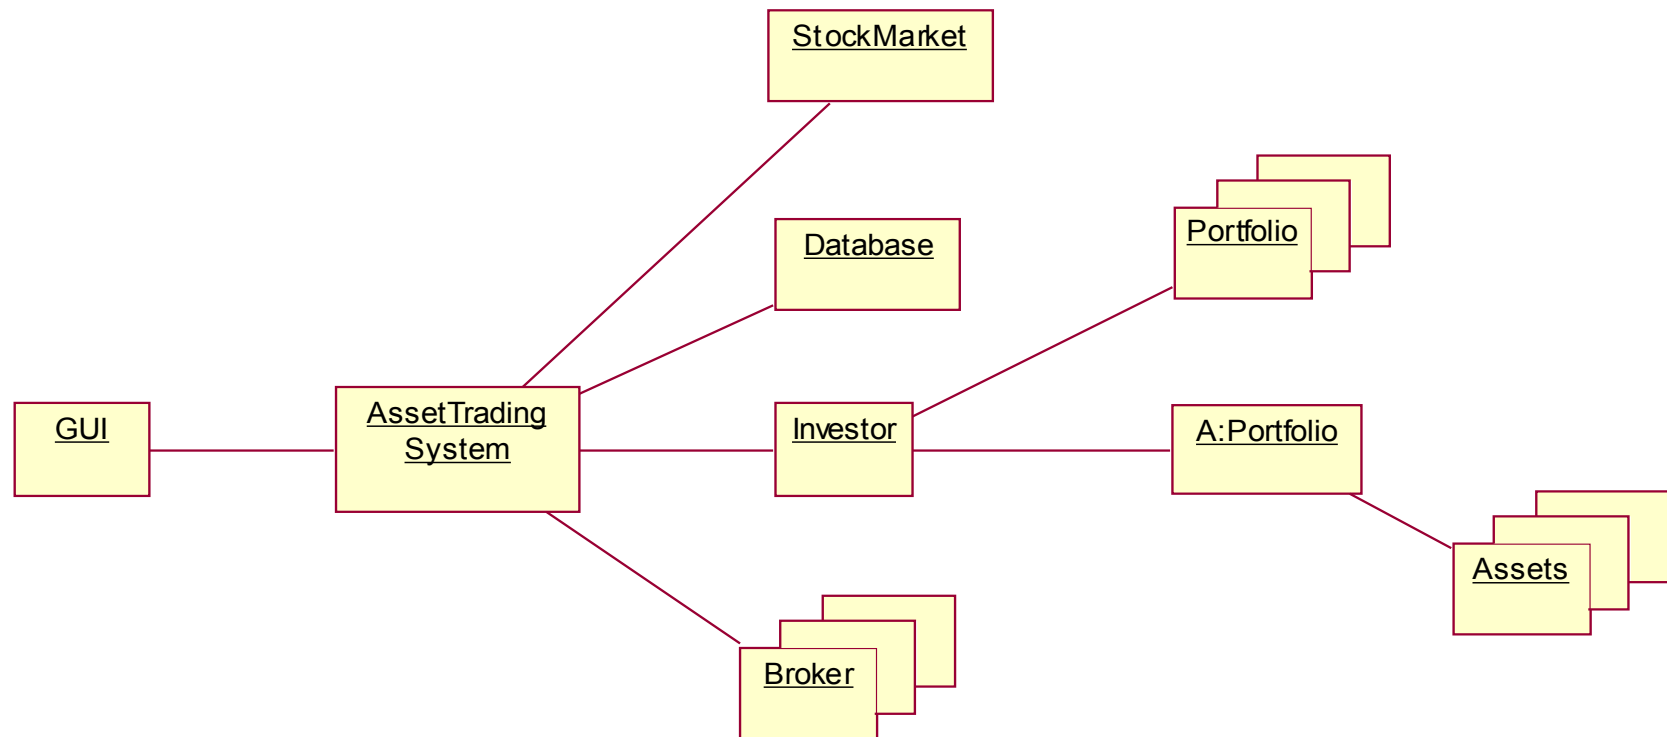 StockMarket
Portfolio
Database
GUI
AssetTrading
System
Investor
A:Portfolio
Assets
Broker